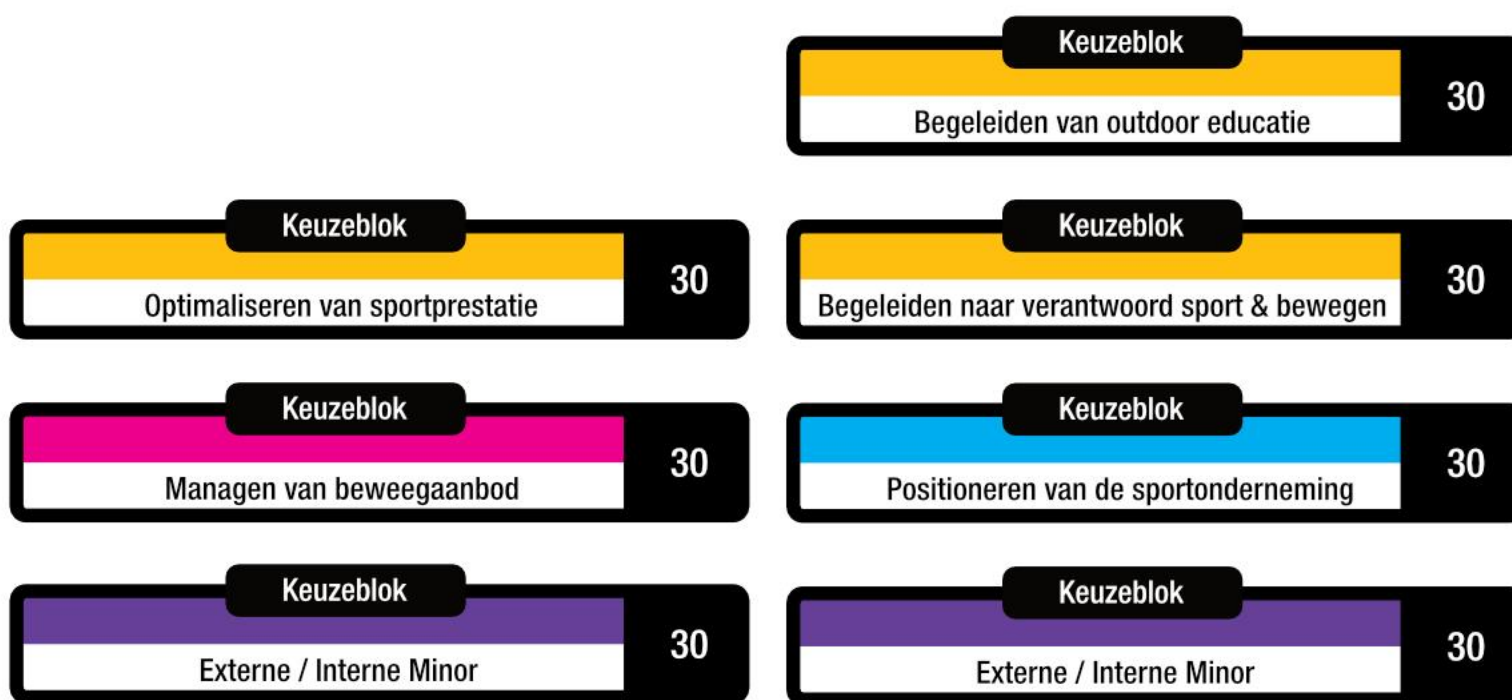 Keuzeblok
Begeleiden van outdoor educatie
30
Keuzeblok
Optimaliseren van sportprestatie
30
Keuzeblok
Begeleiden naar verantwoord sport & bewegen
30
Keuzeblok
Managen van beweegaanbod
30
Keuzeblok
Positioneren van de sportonderneming
30
Keuzeblok
Externe / Interne Minor
30
Keuzeblok
Externe / Interne Minor
30